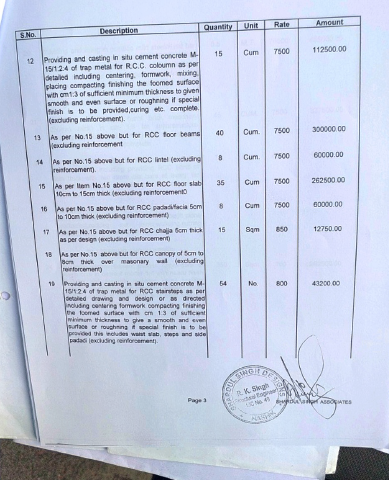 S.No. Description Quantity Unit Rate Amount
12 Providing and casting in situ cement concrete M- 15 Cum 7500 112500.00
15/1:2:4 of trap metal for R.C.C. coloumn as per
detailed including centering, formwork, mixing,
placing compacting finishing the foomed surface
with cm1:3 of sufficient minimum thickness to given
smooth and even surface or roughning if special
finish is to be provided,curing etc. complete.
(excluding reinforcement).
13 As per No.15 above but for RCC floor beams 40 Cum. 7500 300000.00
(excluding reinforcement
14 As per No.15 above but for RCC lintel (excluding 8 Cum 7500 60000.00
reinforcement).
15 As per Item No.15 above but for RCC floor slab 35 Cum 7500 262500.00
10cm to 15cm thick (excluding reinforcement)
16 As per No.15 above but for RCC padadi/facia 5cm 8 Cum 7500 60000.00
to 10cm thick (excluding reinforcement)
17 As per No.15 above but for RCC chajja 5cm thick 15 Sqm 850 12750.00
as per design (excluding reinforcement)
18 As per No.15 above but for RCC canopy of 5cm to
8cm thick over masonary wall (excluding
reinforcement)
19 Providing and casting in situ cement concrete M- 54 No 800 43200.00
15/1:2:4 of trap metal for RCC stairsteps as per
detailed drawing and design or as directed
including centering formwork compacting finishing
the foomed surface with cm 1:3 of sufficient
minimum thickness to give a smooth and even
surface or roughning if special finish is to be
provided this includes waist slab, steps and side
padadi (excluding reinforcement).
Page 3
R. K. Singh
Engineer
SHARDUL SINGH ASSOCIATES